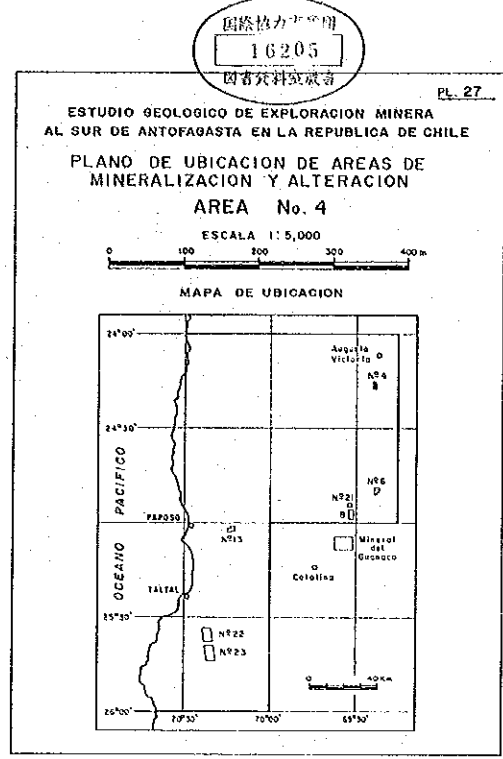 国際協力事業団
16205
図書資料室蔵書
PL. 27
ESTUDIO GEOLOGICO DE EXPLORACION MINERA
AL SUR DE ANTOFAGASTA EN LA REPUBLICA DE CHILE
PLANO DE UBICACION DE AREAS DE
MINERALIZACION Y ALTERACION
AREA No. 4
ESCALA 1:5,000
0 100 200 300 400 m
MAPA DE UBICACION
24°00'
Augusta
Victoria
Nº4
24°30'
OCEANO PACIFICO
Nº6
Nº21
8
PAPOSO
Nº13
Mineral
del
Guanaco
Catalina
TALTAL
25°30'
Nº22
Nº23
0 40 KM
26°00'
70°30' 70°00' 69°30'